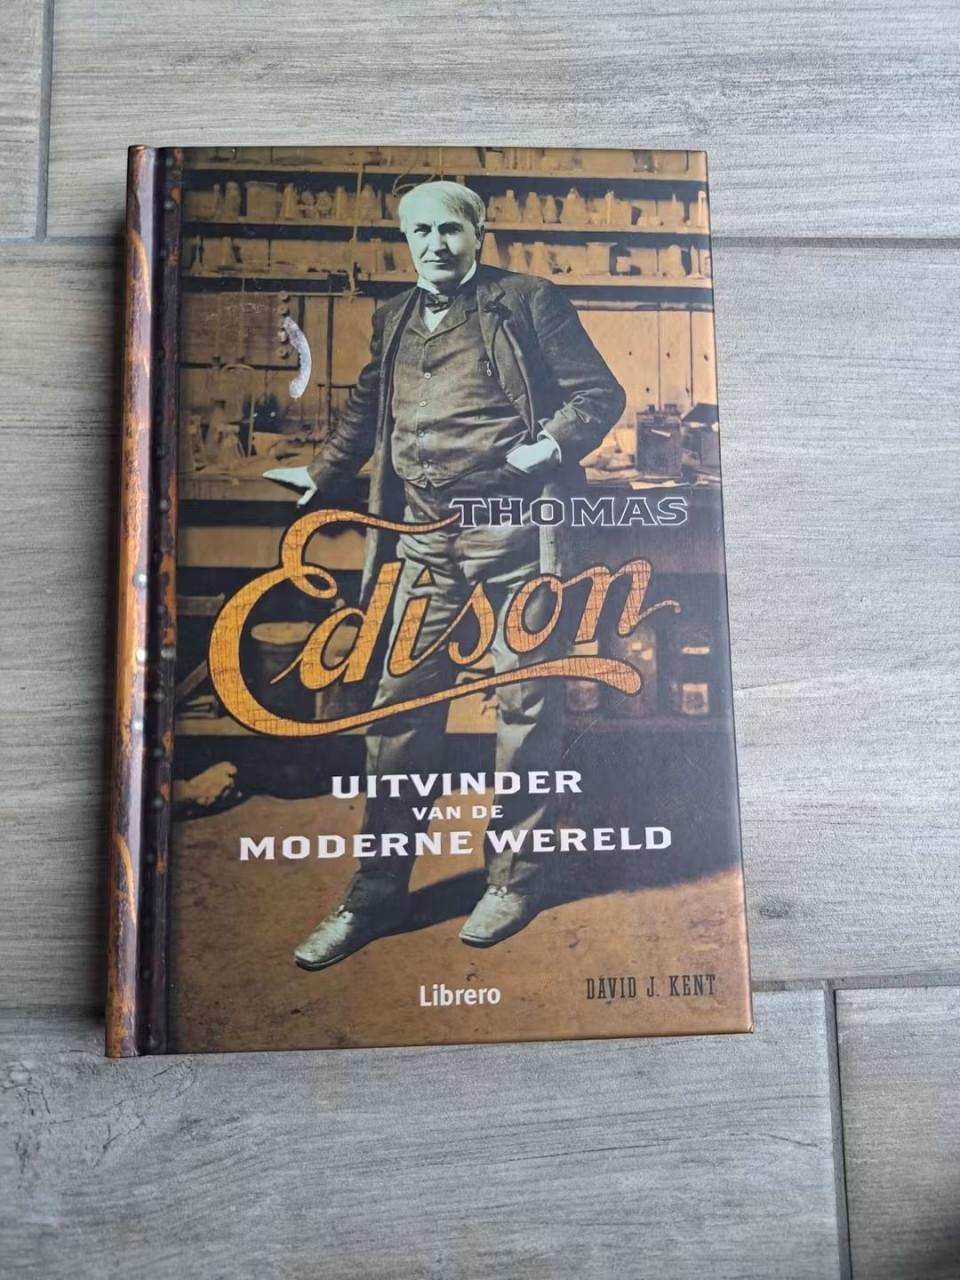 THOMAS
Edison
UITVINDER
VAN DE
MODERNE WERELD
Librero
DAVID J. KENT